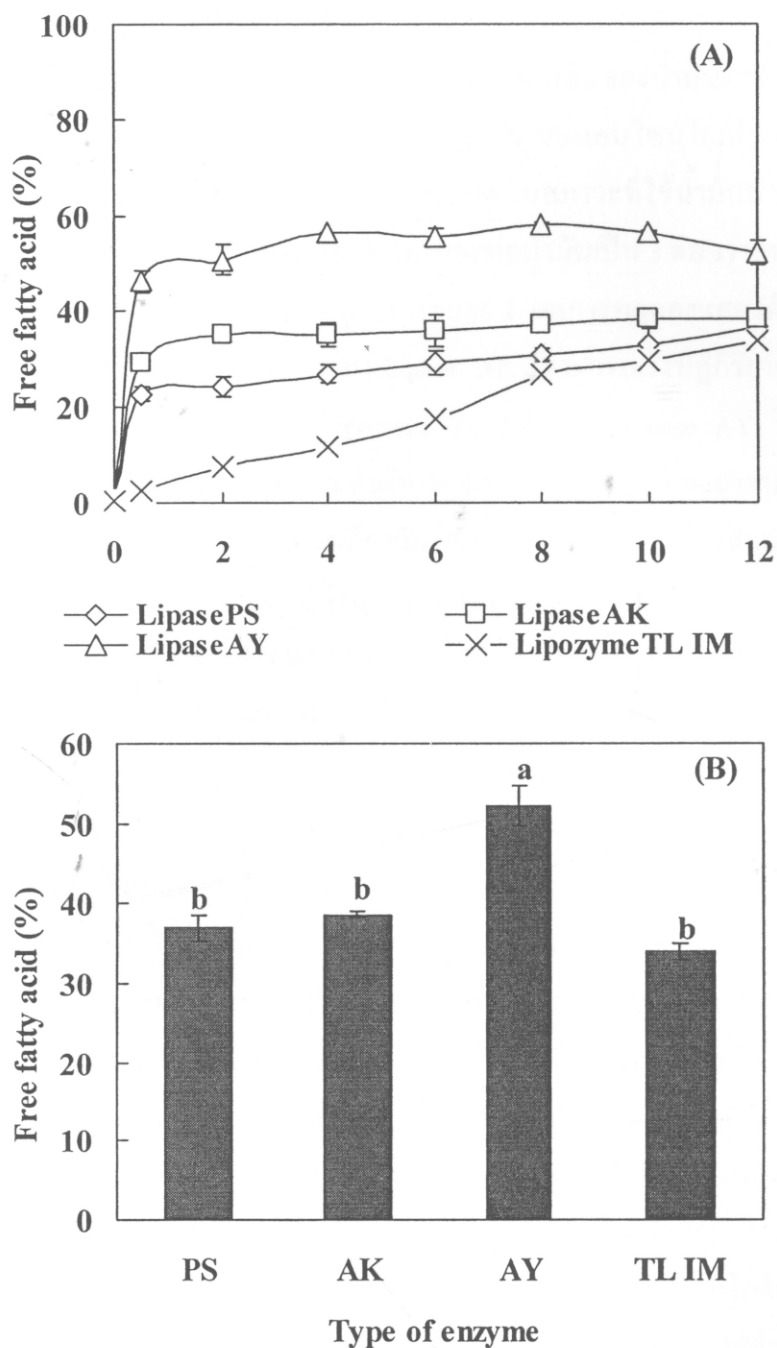 100
(A)
80
60
40
20
0
Free fatty acid (%)
0 2 4 6 8 10 12
Lipase PS Lipase AK
Lipase AY Lipozyme TL IM
60
(B)
a
50
b b
40
b
30
20
10
0
Free fatty acid (%)
PS AK AY TL IM
Type of enzyme